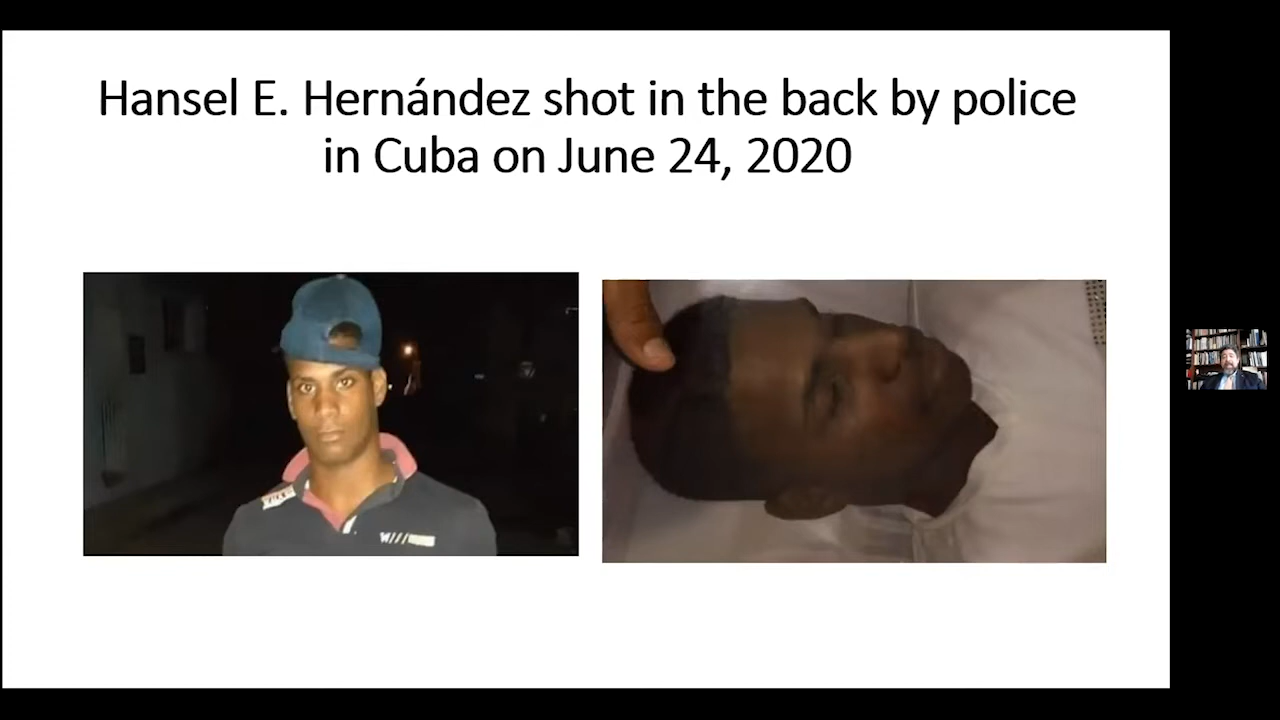 Hansel E. Hernández shot in the back by police
in Cuba on June 24, 2020